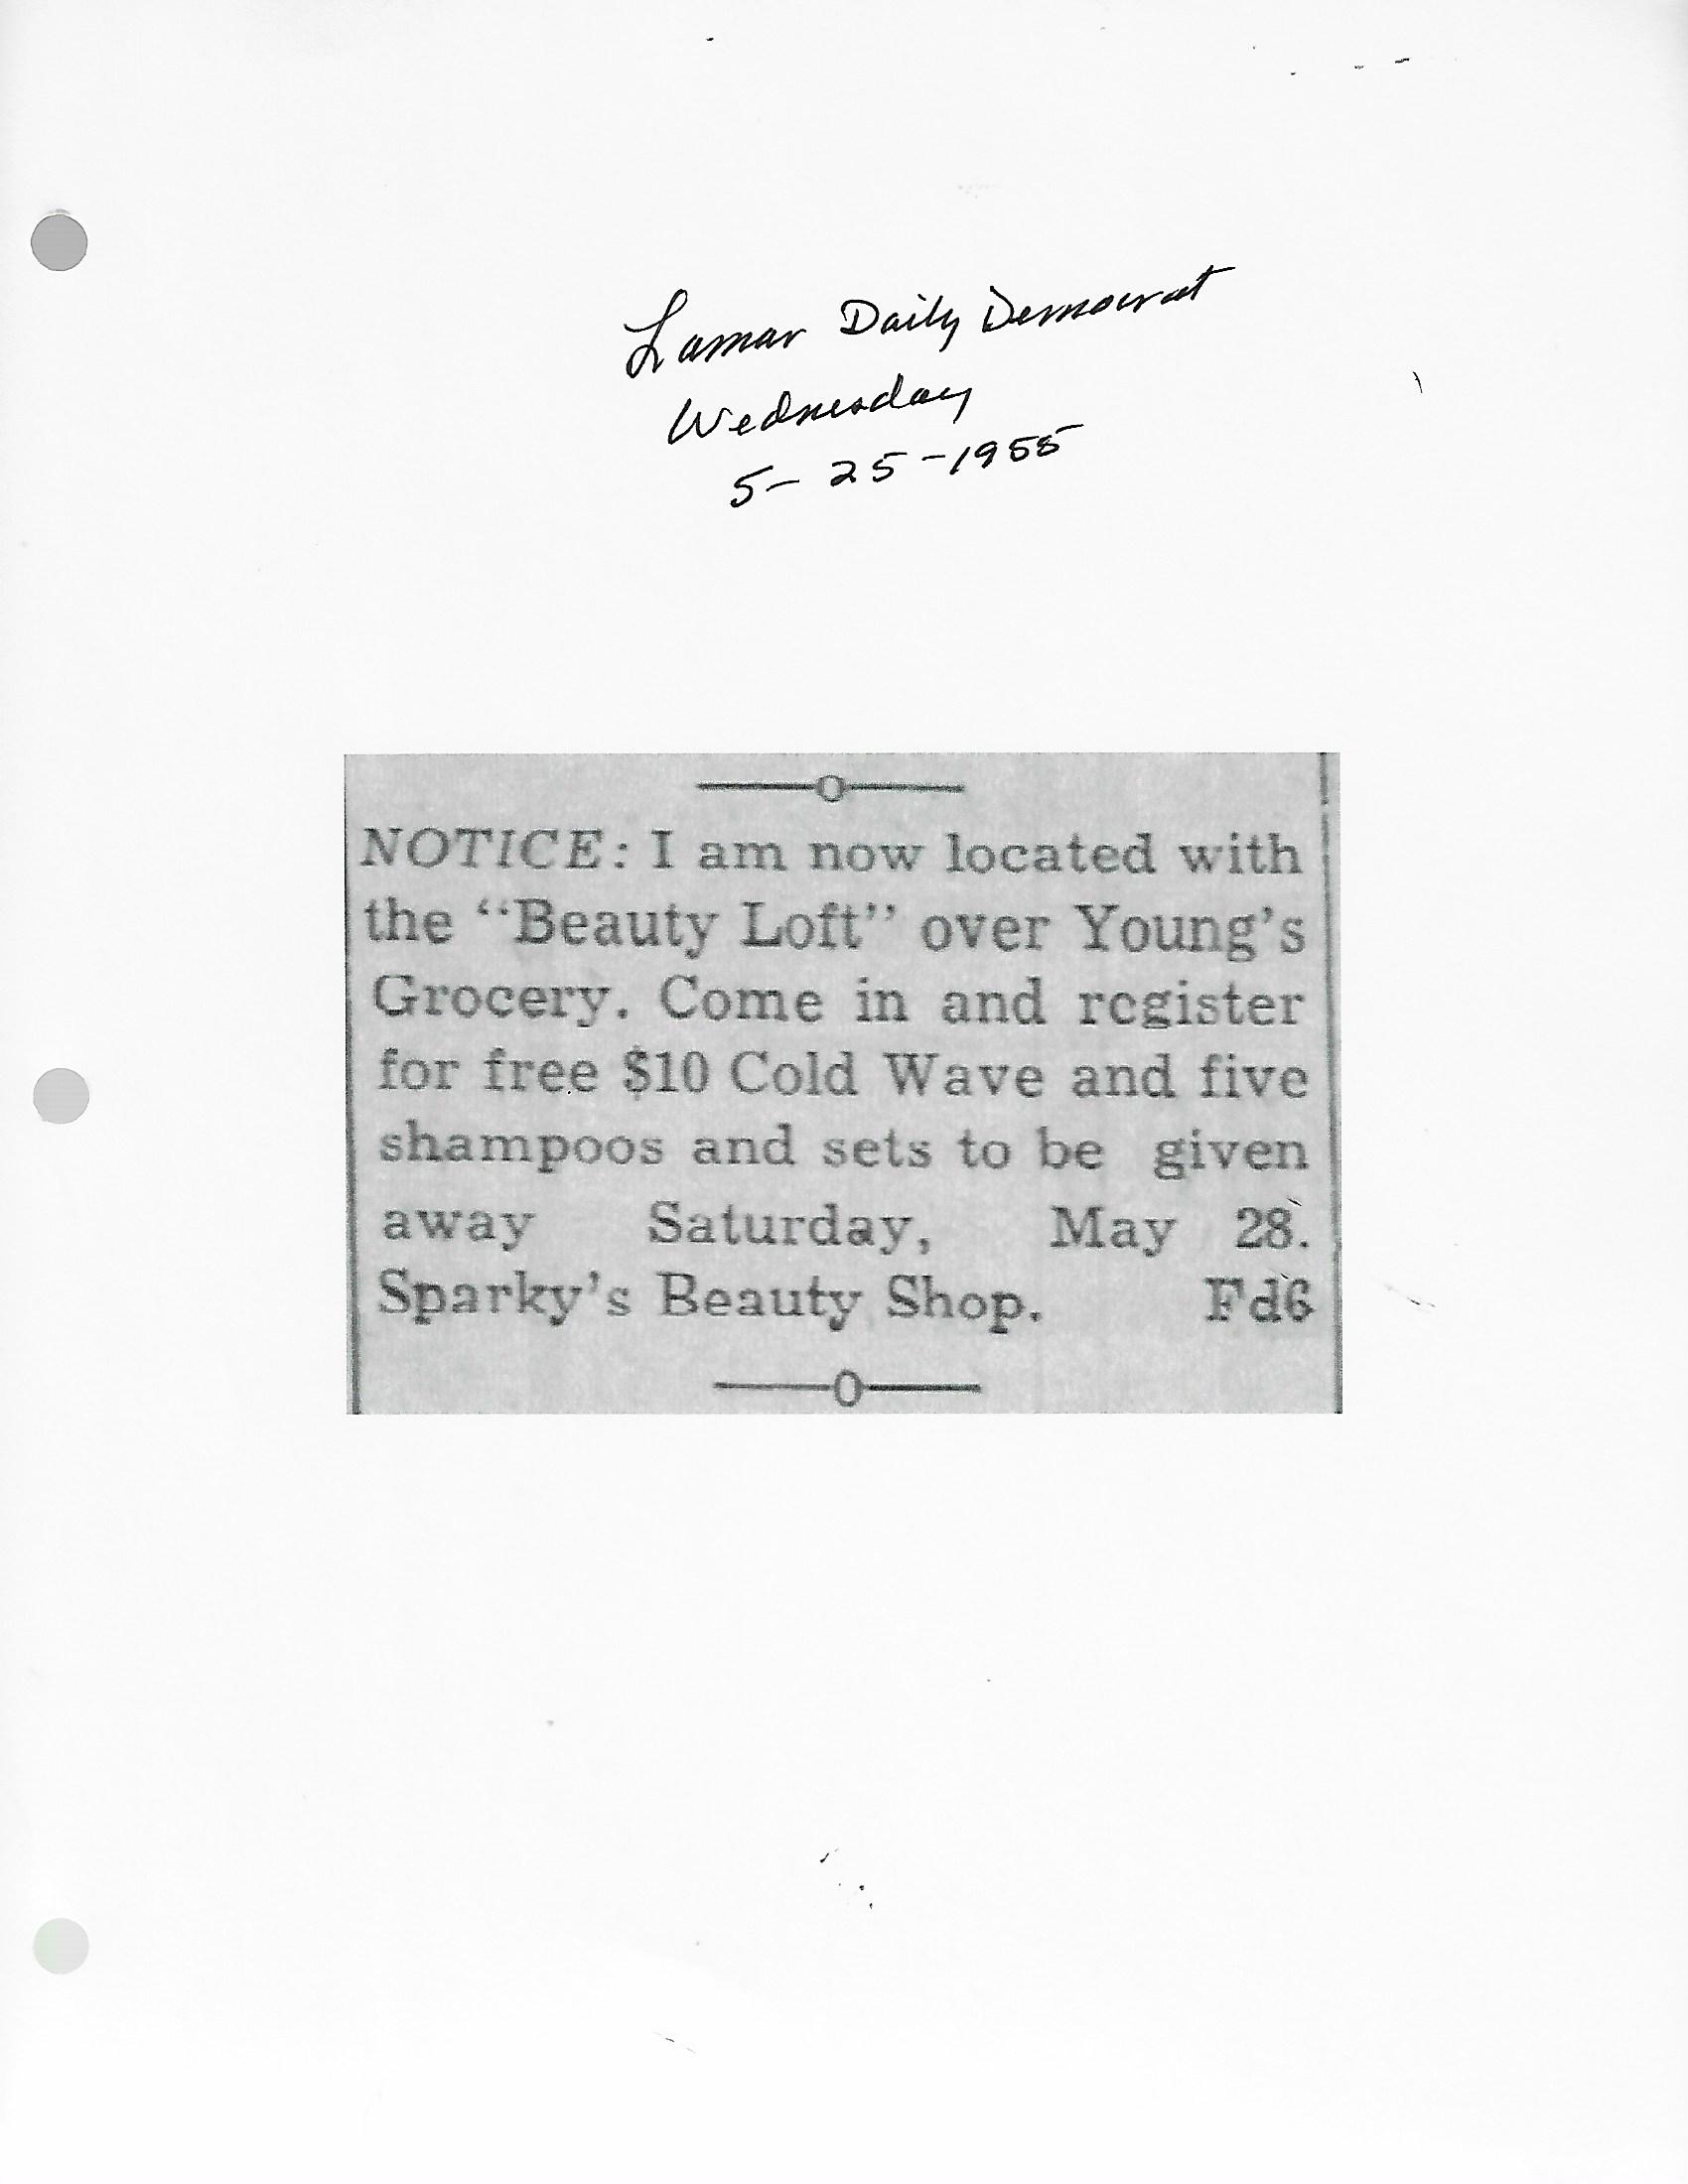 Lamar Daily Democrat
Wednesday
5-25-1955
NOTICE: I am now located with
the "Beauty Loft" over Young's
Grocery. Come in and register
for free $10 Cold Wave and five
shampoos and sets to be given
away Saturday, May 28.
Sparky's Beauty Shop. Fd6